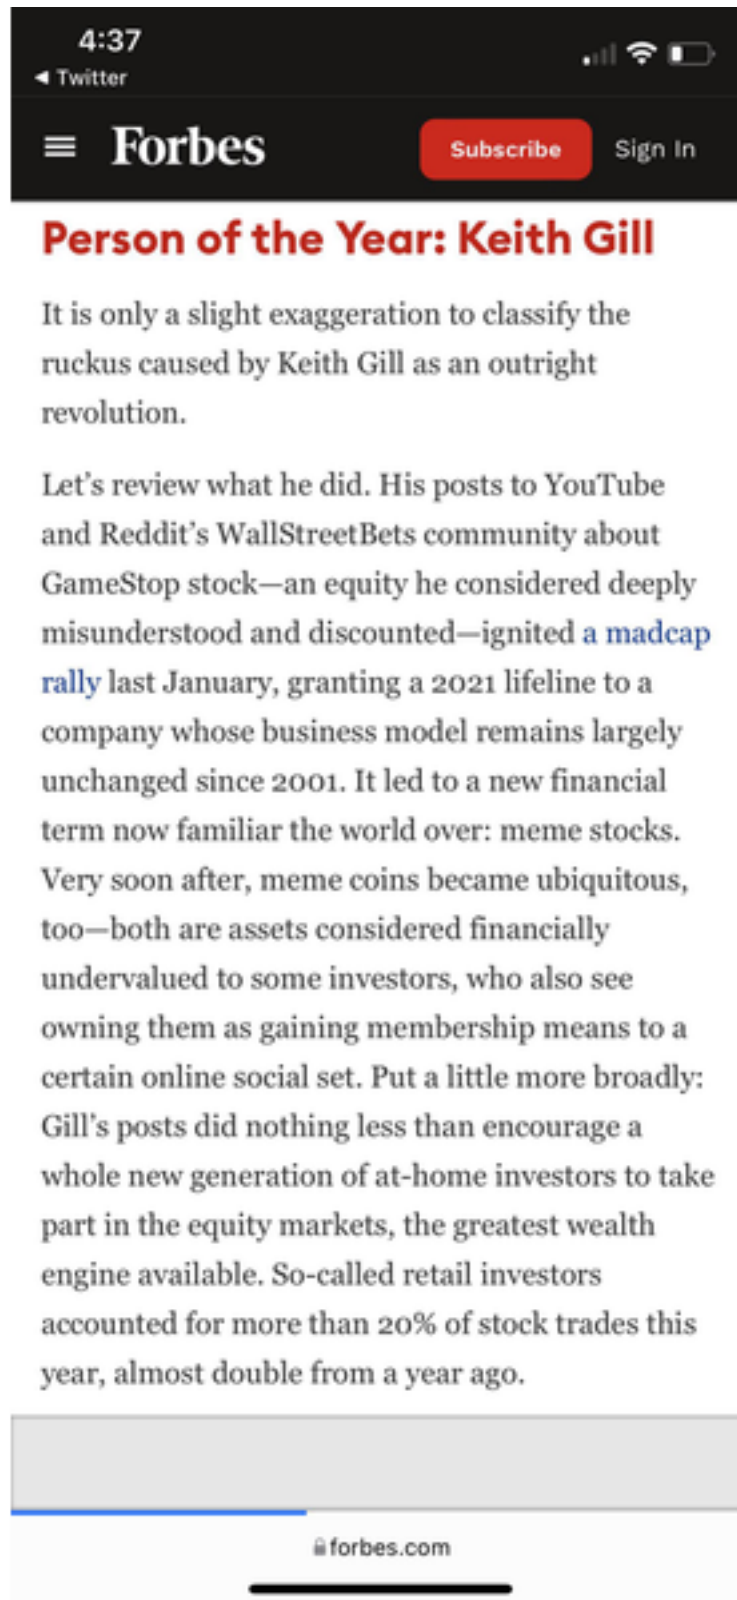 4:37
◀ Twitter
Forbes
Subscribe
Sign In
Person of the Year: Keith Gill
It is only a slight exaggeration to classify the
ruckus caused by Keith Gill as an outright
revolution.
Let’s review what he did. His posts to YouTube
and Reddit’s WallStreetBets community about
GameStop stock—an equity he considered deeply
misunderstood and discounted—ignited a madcap
rally last January, granting a 2021 lifeline to a
company whose business model remains largely
unchanged since 2001. It led to a new financial
term now familiar the world over: meme stocks.
Very soon after, meme coins became ubiquitous,
too—both are assets considered financially
undervalued to some investors, who also see
owning them as gaining membership means to a
certain online social set. Put a little more broadly:
Gill’s posts did nothing less than encourage a
whole new generation of at-home investors to take
part in the equity markets, the greatest wealth
engine available. So-called retail investors
accounted for more than 20% of stock trades this
year, almost double from a year ago.
forbes.com